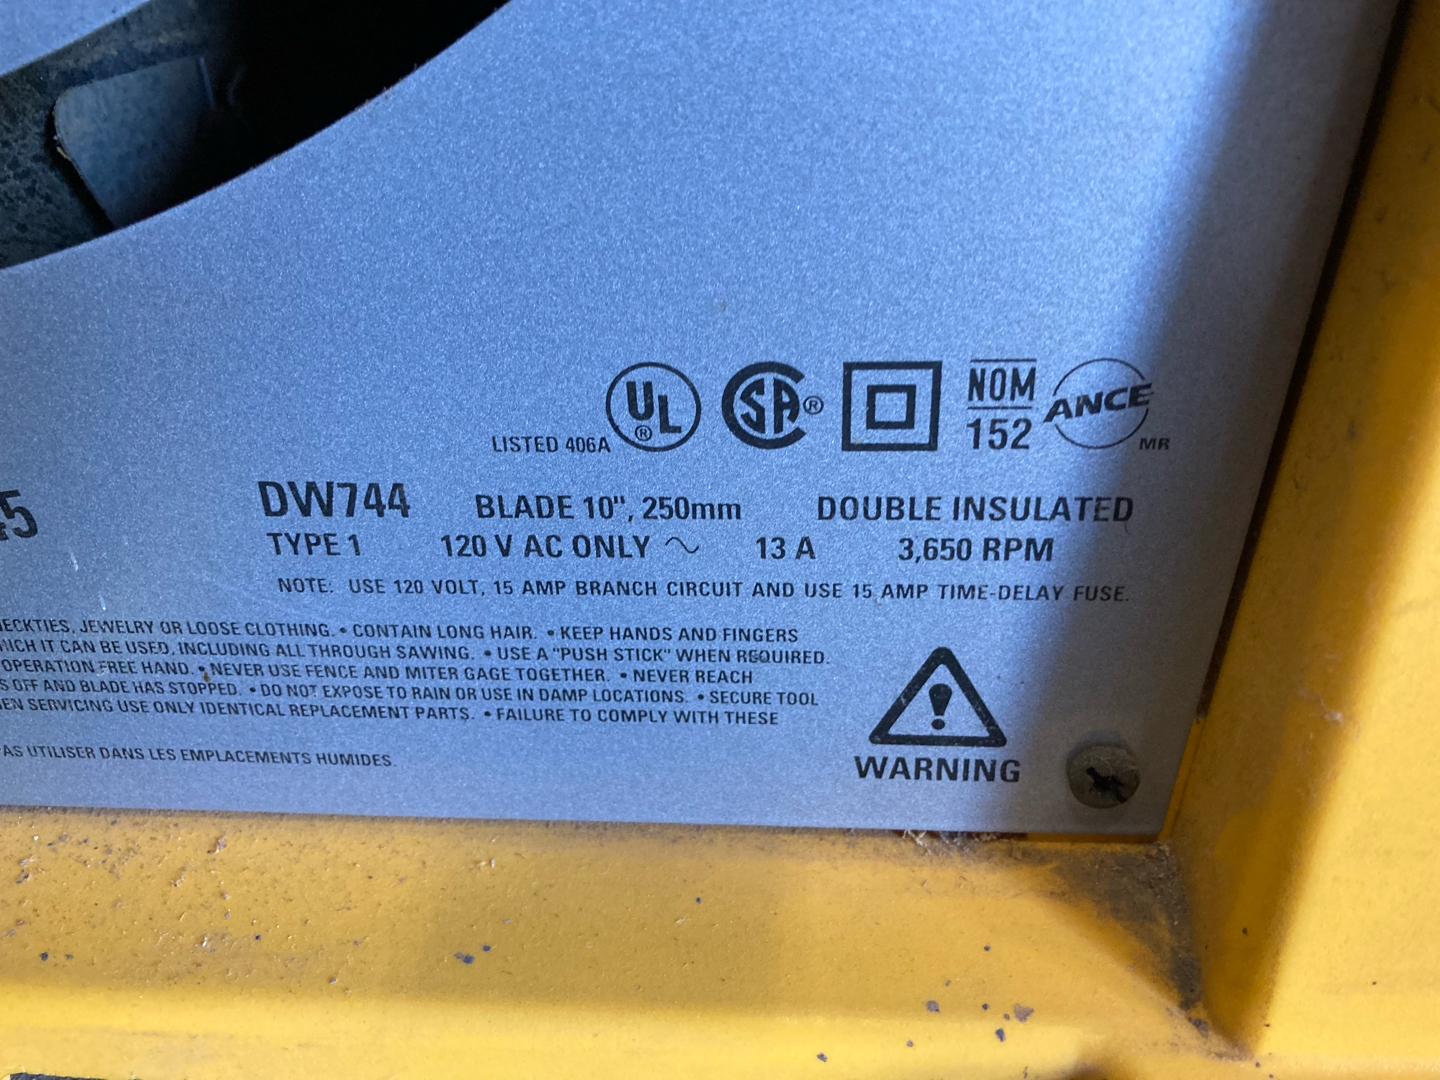 UL ® SA ® NOM ANCE
LISTED 406A 152 MR
45
DW744 BLADE 10", 250mm DOUBLE INSULATED
TYPE 1 120 V AC ONLY ~ 13 A 3,650 RPM
NOTE: USE 120 VOLT, 15 AMP BRANCH CIRCUIT AND USE 15 AMP TIME-DELAY FUSE.
JEWELRY OR LOOSE CLOTHING. • CONTAIN LONG HAIR. • KEEP HANDS AND FINGERS
IT CAN BE USED, INCLUDING ALL THROUGH SAWING. • USE A "PUSH STICK" WHEN REQUIRED.
OPERATION FREE HAND. • NEVER USE FENCE AND MITER GAGE TOGETHER. • NEVER REACH
OFF AND BLADE HAS STOPPED. • DO NOT EXPOSE TO RAIN OR USE IN DAMP LOCATIONS. • SECURE TOOL
SERVICING USE ONLY IDENTICAL REPLACEMENT PARTS. • FAILURE TO COMPLY WITH THESE
AS UTILISER DANS LES EMPLACEMENTS HUMIDES.
WARNING